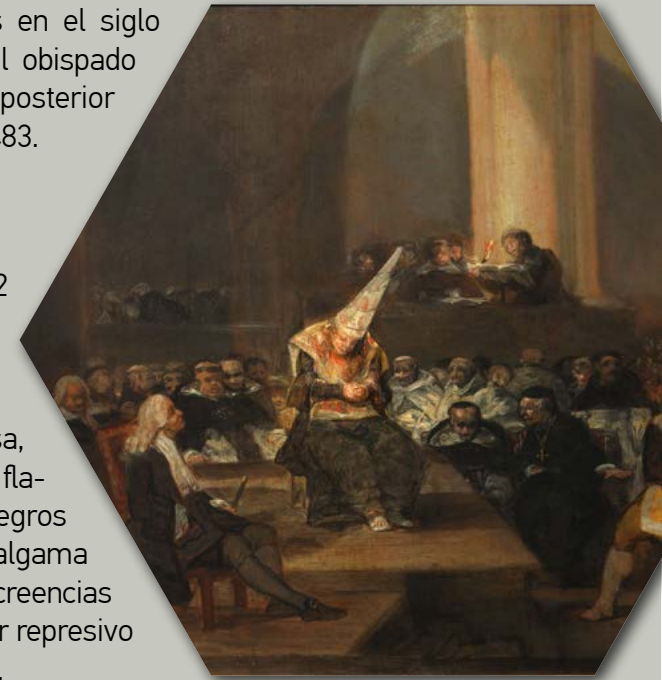 en el siglo
obispado
posterior
83.
2
sa,
fla-
egros
algama
creencias
r represivo